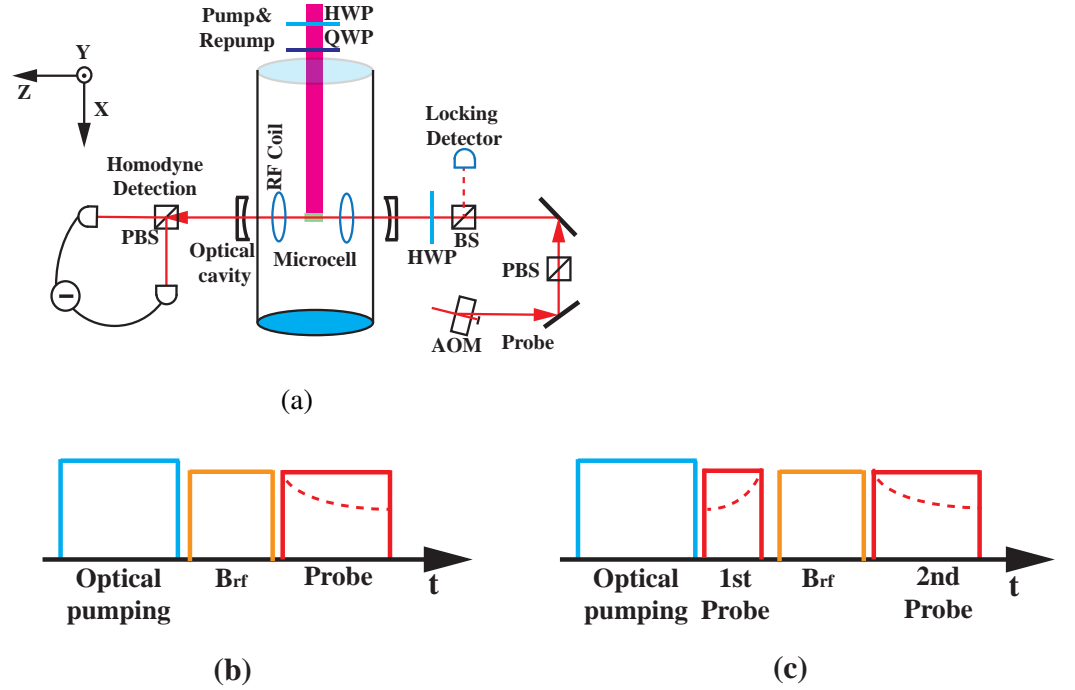 Pump&
Repump
HWP
QWP
Y
Z
X
Locking
Detector
RF Coil
Homodyne
Detection
PBS
Optical
cavity
Microcell
HWP
BS
PBS
AOM
Probe
(a)
Optical
pumping
Brf
Probe
t
(b)
Optical
pumping
1st
Probe
Brf
2nd
Probe
t
(c)